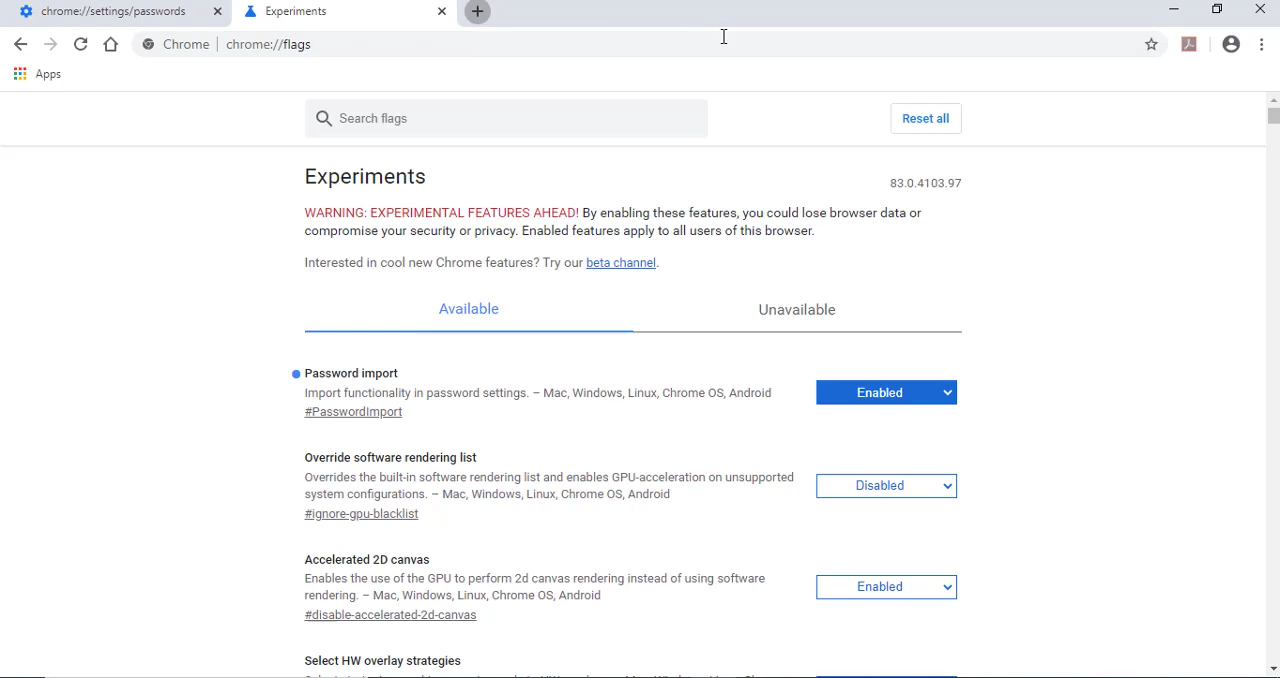 chrome://settings/passwords
Experiments
Chrome
chrome://flags
Apps
Search flags
Reset all
Experiments
83.0.4103.97
WARNING: EXPERIMENTAL FEATURES AHEAD! By enabling these features, you could lose browser data or
compromise your security or privacy. Enabled features apply to all users of this browser.
Interested in cool new Chrome features? Try our beta channel.
Available
Unavailable
Password import
Import functionality in password settings. – Mac, Windows, Linux, Chrome OS, Android
#PasswordImport
Enabled
Override software rendering list
Overrides the built-in software rendering list and enables GPU-acceleration on unsupported
system configurations. – Mac, Windows, Linux, Chrome OS, Android
#ignore-gpu-blacklist
Disabled
Accelerated 2D canvas
Enables the use of the GPU to perform 2d canvas rendering instead of using software
rendering. – Mac, Windows, Linux, Chrome OS, Android
#disable-accelerated-2d-canvas
Enabled
Select HW overlay strategies